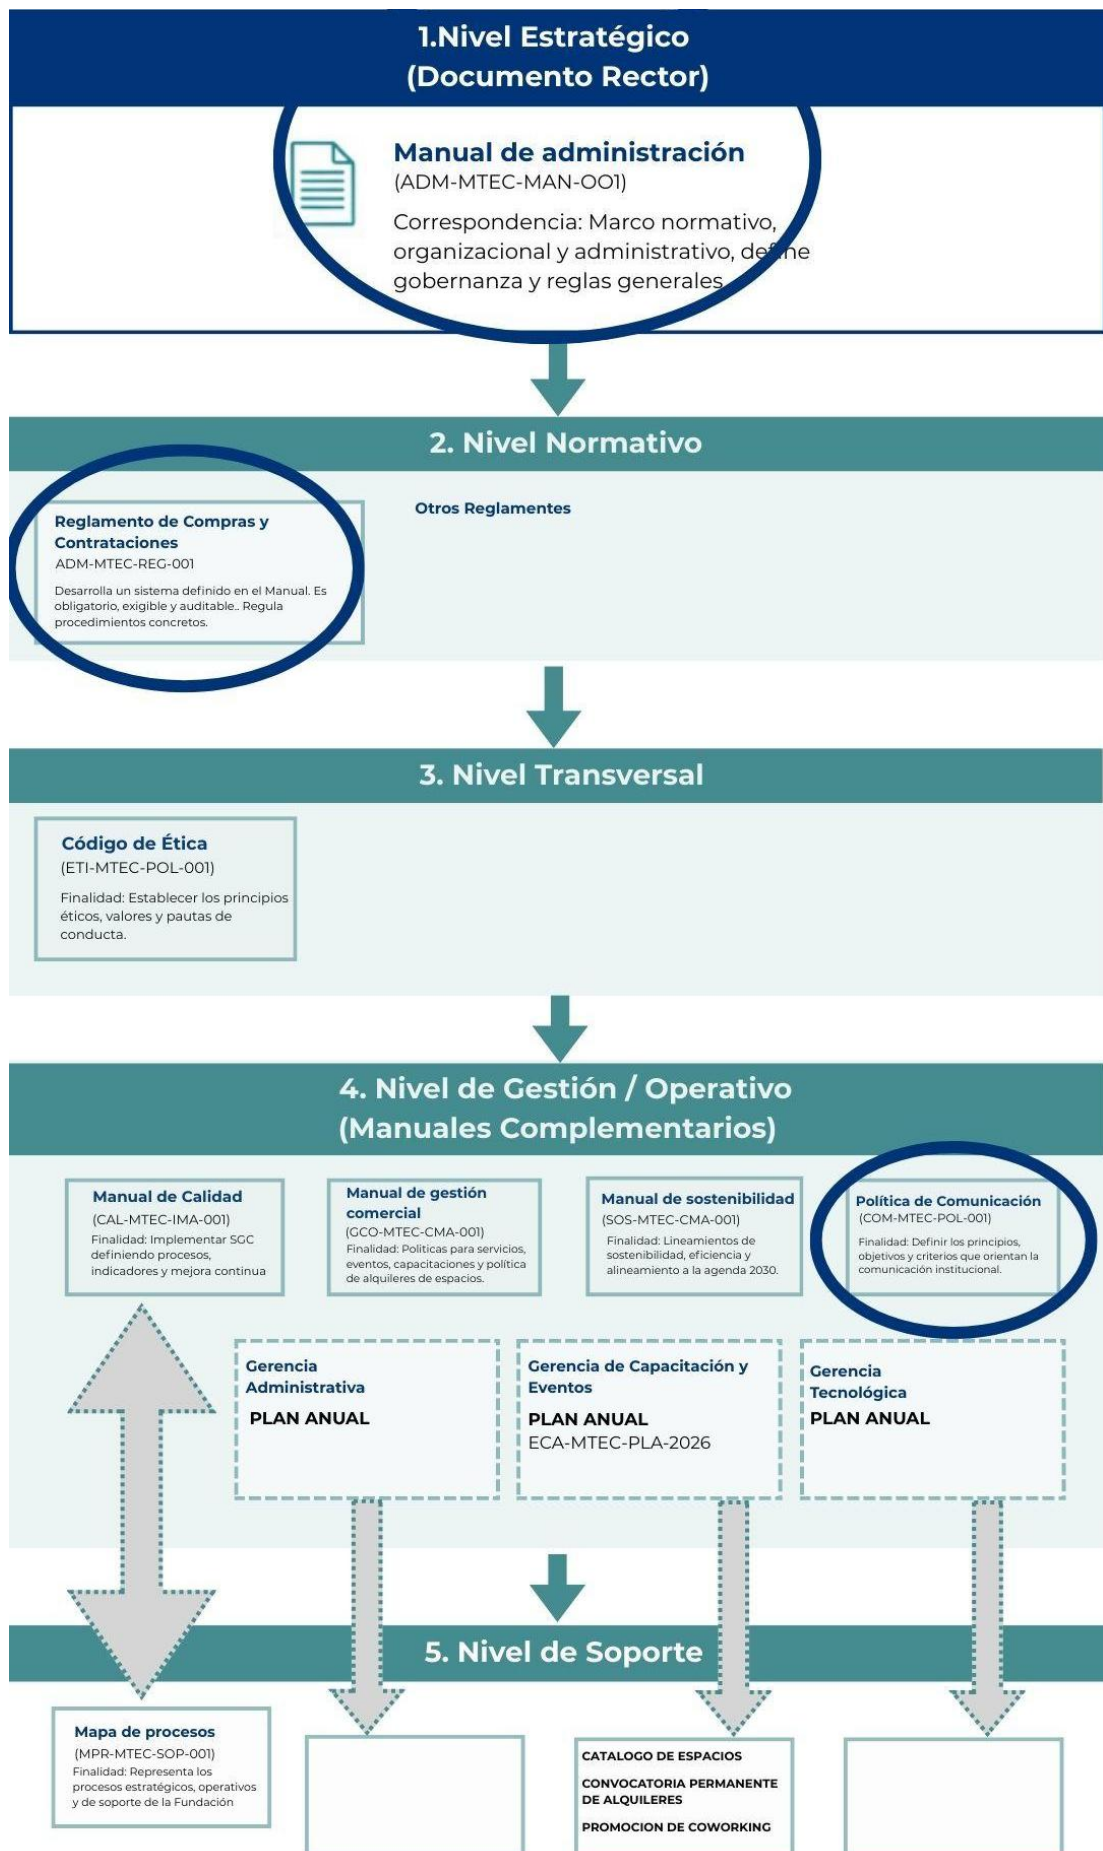 1.Nivel Estratégico
(Documento Rector)
Manual de administración
(ADM-MTEC-MAN-OO1)
Correspondencia: Marco normativo,
organizacional y administrativo, define
gobernanza y reglas generales
2. Nivel Normativo
Reglamento de Compras y
Contrataciones
ADM-MTEC-REG-001
Desarrolla un sistema definido en el Manual. Es
obligatorio, exigible y auditable.. Regula
procedimientos concretos.
Otros Reglamentes
3. Nivel Transversal
Código de Ética
(ETI-MTEC-POL-001)
Finalidad: Establecer los principios
éticos, valores y pautas de
conducta.
4. Nivel de Gestión / Operativo
(Manuales Complementarios)
Manual de Calidad
(CAL-MTEC-IMA-001)
Finalidad: Implementar SGC
definiendo procesos,
indicadores y mejora continua
Manual de gestión
comercial
(GCO-MTEC-CMA-001)
Finalidad: Politicas para servicios,
eventos, capacitaciones y política
de alquileres de espacios.
Manual de sostenibilidad
(SOS-MTEC-CMA-001)
Finalidad: Lineamientos de
sostenibilidad, eficiencia y
alineamiento a la agenda 2030.
Política de Comunicación
(COM-MTEC-POL-001)
Finalidad: Definir los principios,
objetivos y criterios que orientan la
comunicación institucional.
Gerencia
Administrativa
PLAN ANUAL
Gerencia de Capacitación y
Eventos
PLAN ANUAL
ECA-MTEC-PLA-2026
Gerencia
Tecnológica
PLAN ANUAL
5. Nivel de Soporte
Mapa de procesos
(MPR-MTEC-SOP-001)
Finalidad: Representa los
procesos estratégicos, operativos
y de soporte de la Fundación
CATALOGO DE ESPACIOS
CONVOCATORIA PERMANENTE
DE ALQUILERES
PROMOCION DE COWORKING